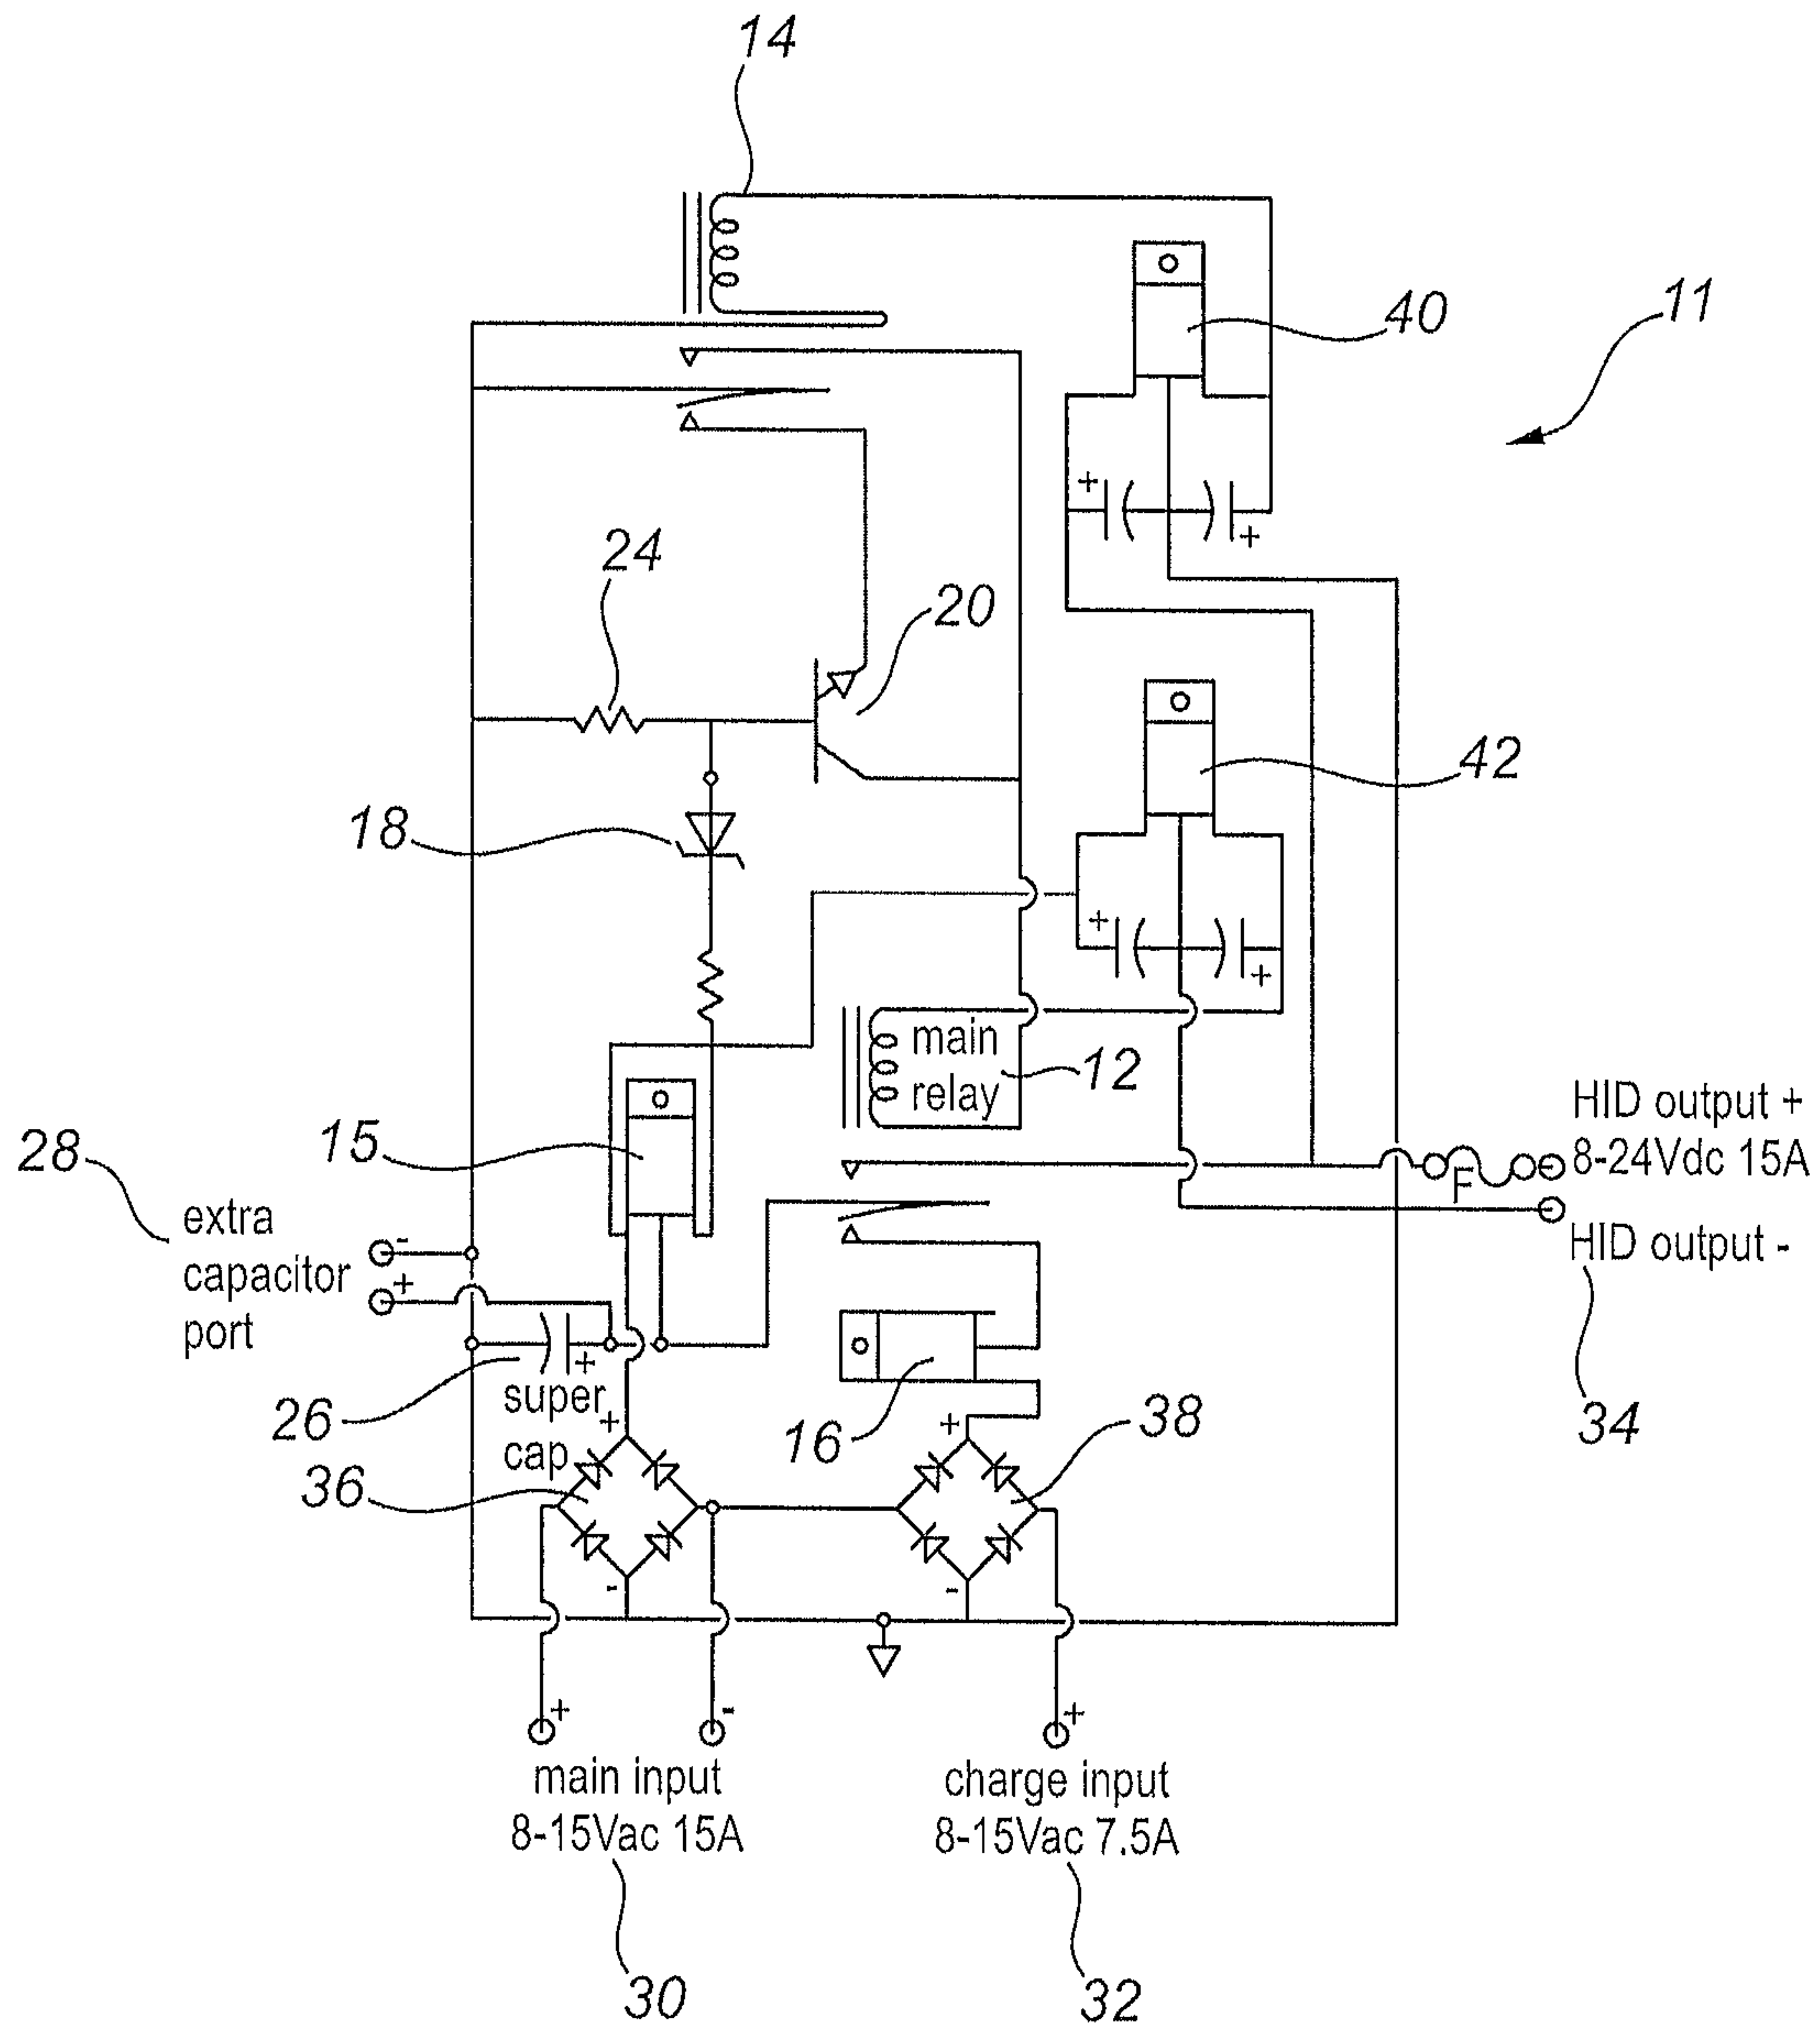 14
40
11
+
+
24
20
42
18
+
+
main
relay
12
HID output +
8-24Vdc 15A
F
HID output -
34
15
28
extra
capacitor
port
-
+
+
26
super
cap
+
16
+
38
36
-
-
+
-
+
main input
8-15Vac 15A
charge input
8-15Vac 7.5A
30
32